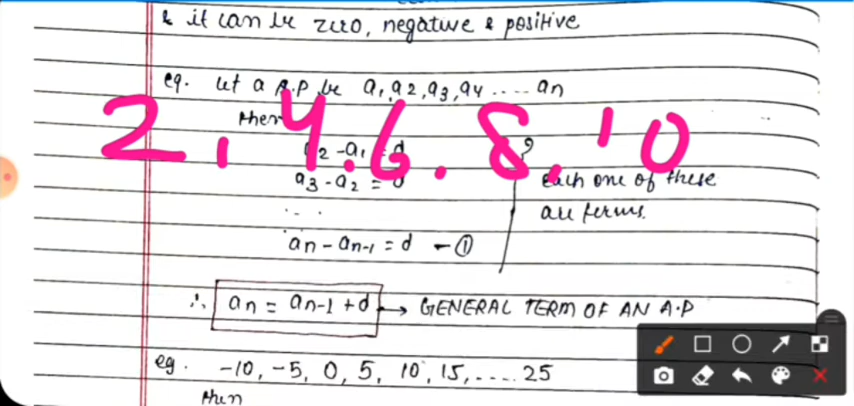 & it can be zero, negative & positive
eg. let a A.P be a1, a2, a3, a4 ..... an
then
2, 4. 6. 8. 10
a2 - a1 = d
a3 - a2 = d
each one of these
are terms.
an - an-1 = d - ①
∴ an = an-1 + d → GENERAL TERM OF AN A.P
eg. -10, -5, 0, 5, 10, 15, ..... 25
then